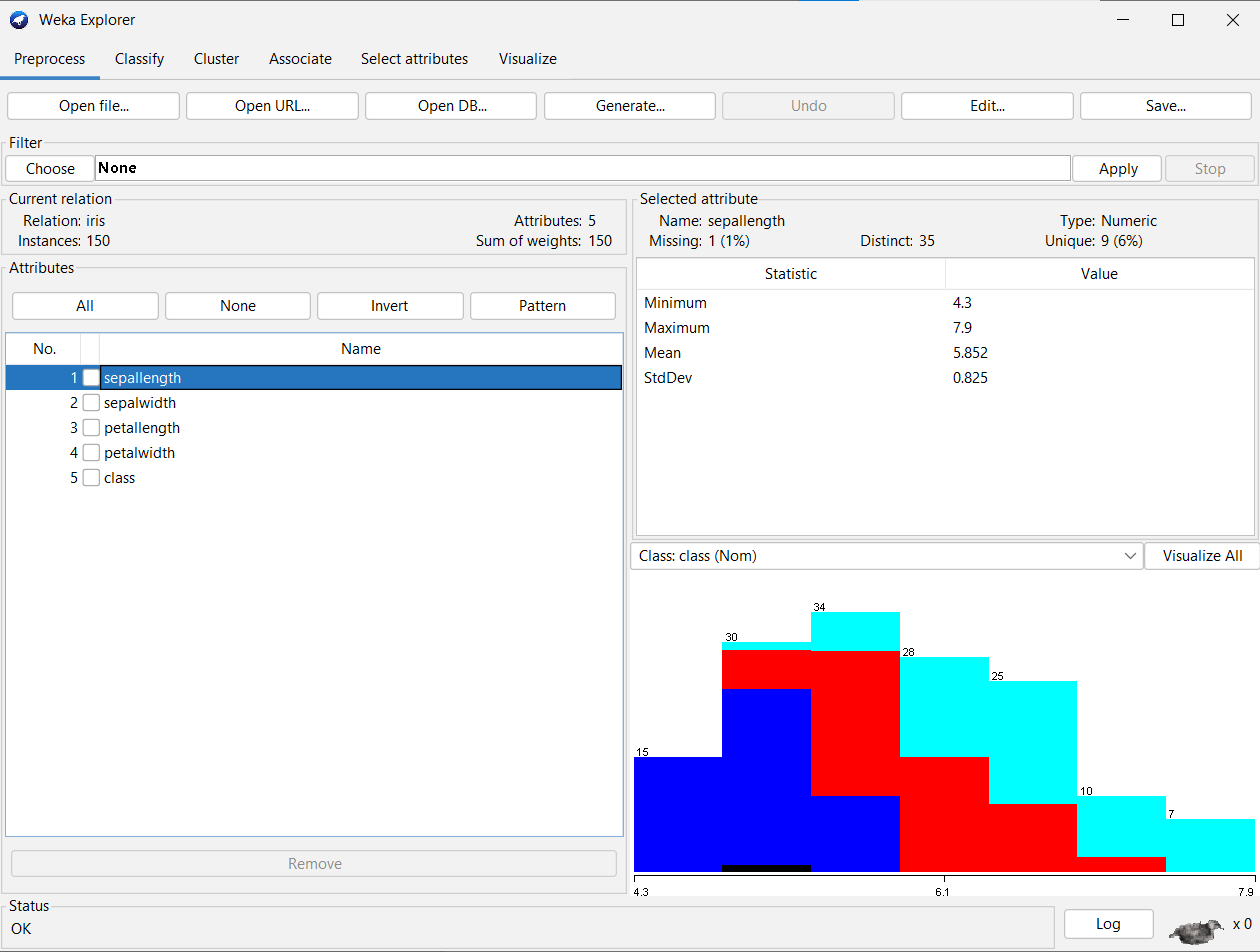 Weka Explorer
Preprocess Classify Cluster Associate Select attributes Visualize
Open file... Open URL... Open DB... Generate... Undo Edit... Save...
Filter
Choose None Apply Stop
Current relation
Relation: iris Attributes: 5
Instances: 150 Sum of weights: 150
Attributes
All None Invert Pattern
No. Name
1 sepallength
2 sepalwidth
3 petallength
4 petalwidth
5 class
Remove
Selected attribute
Name: sepallength Type: Numeric
Missing: 1 (1%) Distinct: 35 Unique: 9 (6%)
Statistic Value
Minimum 4.3
Maximum 7.9
Mean 5.852
StdDev 0.825
Class: class (Nom) Visualize All
34
30
28
25
15
10
7
4.3 6.1 7.9
Status
OK
Log x 0